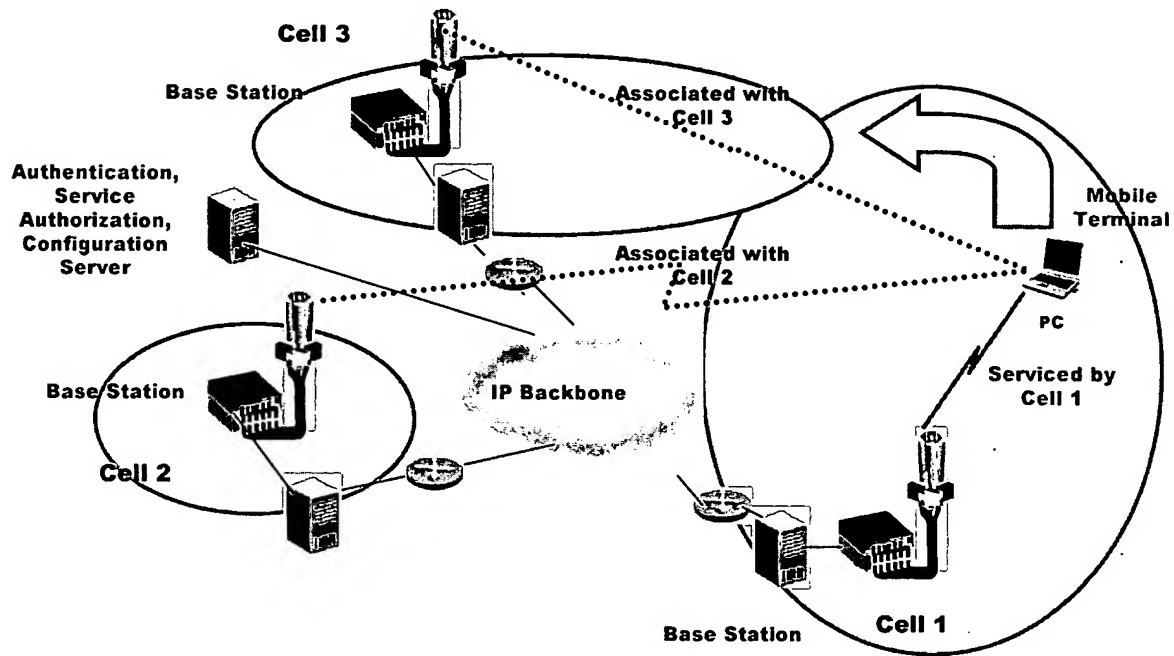 Cell 3
Base Station
Associated with
Cell 3
Authentication,
Service
Authorization,
Configuration
Server
Mobile
Terminal
Associated with
Cell 2
PC
Base Station
IP Backbone
Serviced by
Cell 1
Cell 2
Base Station
Cell 1